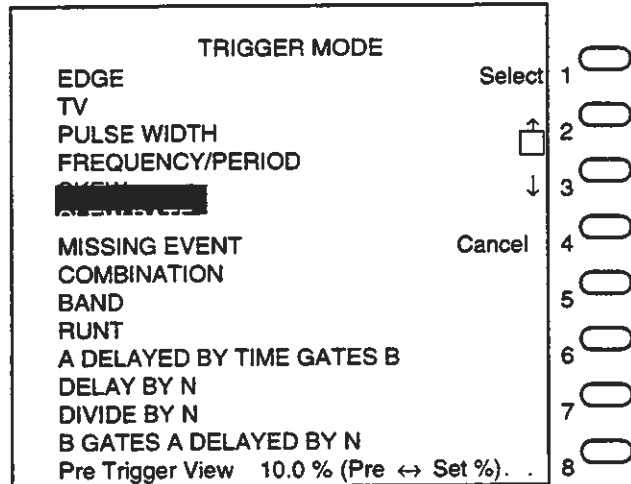 TRIGGER MODE
EDGE Select 1
TV
PULSE WIDTH ↑ 2
FREQUENCY/PERIOD
↓ 3
MISSING EVENT Cancel 4
COMBINATION
BAND 5
RUNT
A DELAYED BY TIME GATES B 6
DELAY BY N
DIVIDE BY N 7
B GATES A DELAYED BY N
Pre Trigger View 10.0 % (Pre ↔ Set %). . 8